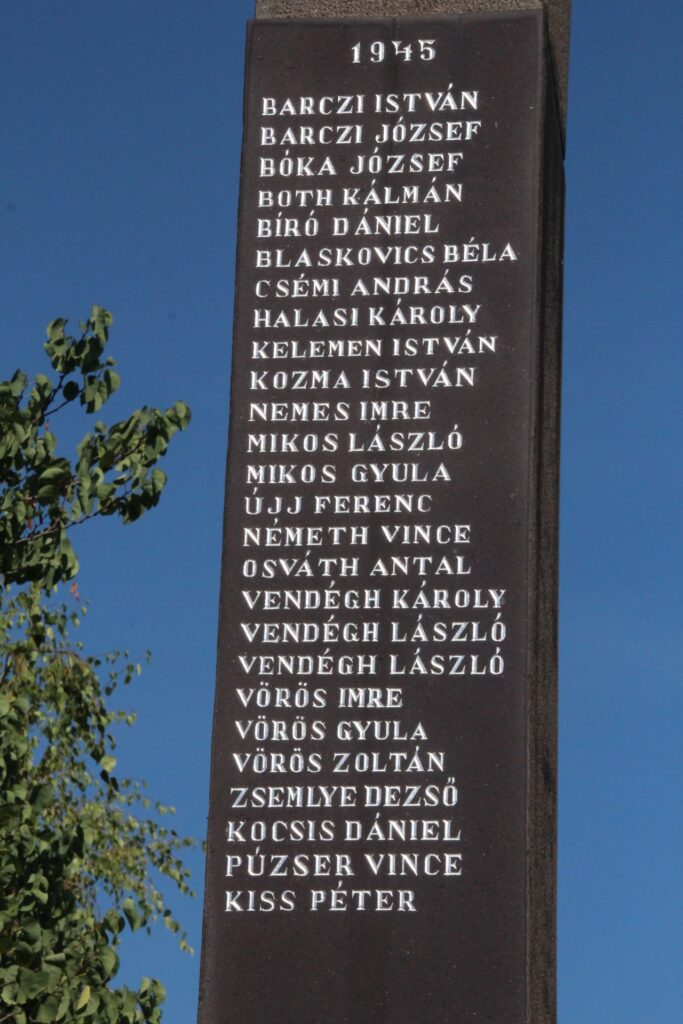 1945
BARCZI ISTVÁN
BARCZI JÓZSEF
BÓKA JÓZSEF
BOTH KÁLMÁN
BÍRÓ DÁNIEL
BLASKOVICS BÉLA
CSÉMI ANDRÁS
HALASI KÁROLY
KELEMEN ISTVÁN
KOZMA ISTVÁN
NEMES IMRE
MIKOS LÁSZLÓ
MIKOS GYULA
ÚJJ FERENC
NÉMETH VINCE
OSVÁTH ANTAL
VENDÉGH KÁROLY
VENDÉGH LÁSZLÓ
VENDÉGH LÁSZLÓ
VÖRÖS IMRE
VÖRÖS GYULA
VÖRÖS ZOLTÁN
ZSEMLYE DEZSŐ
KOCSIS DÁNIEL
PÚZSER VINCE
KISS PÉTER